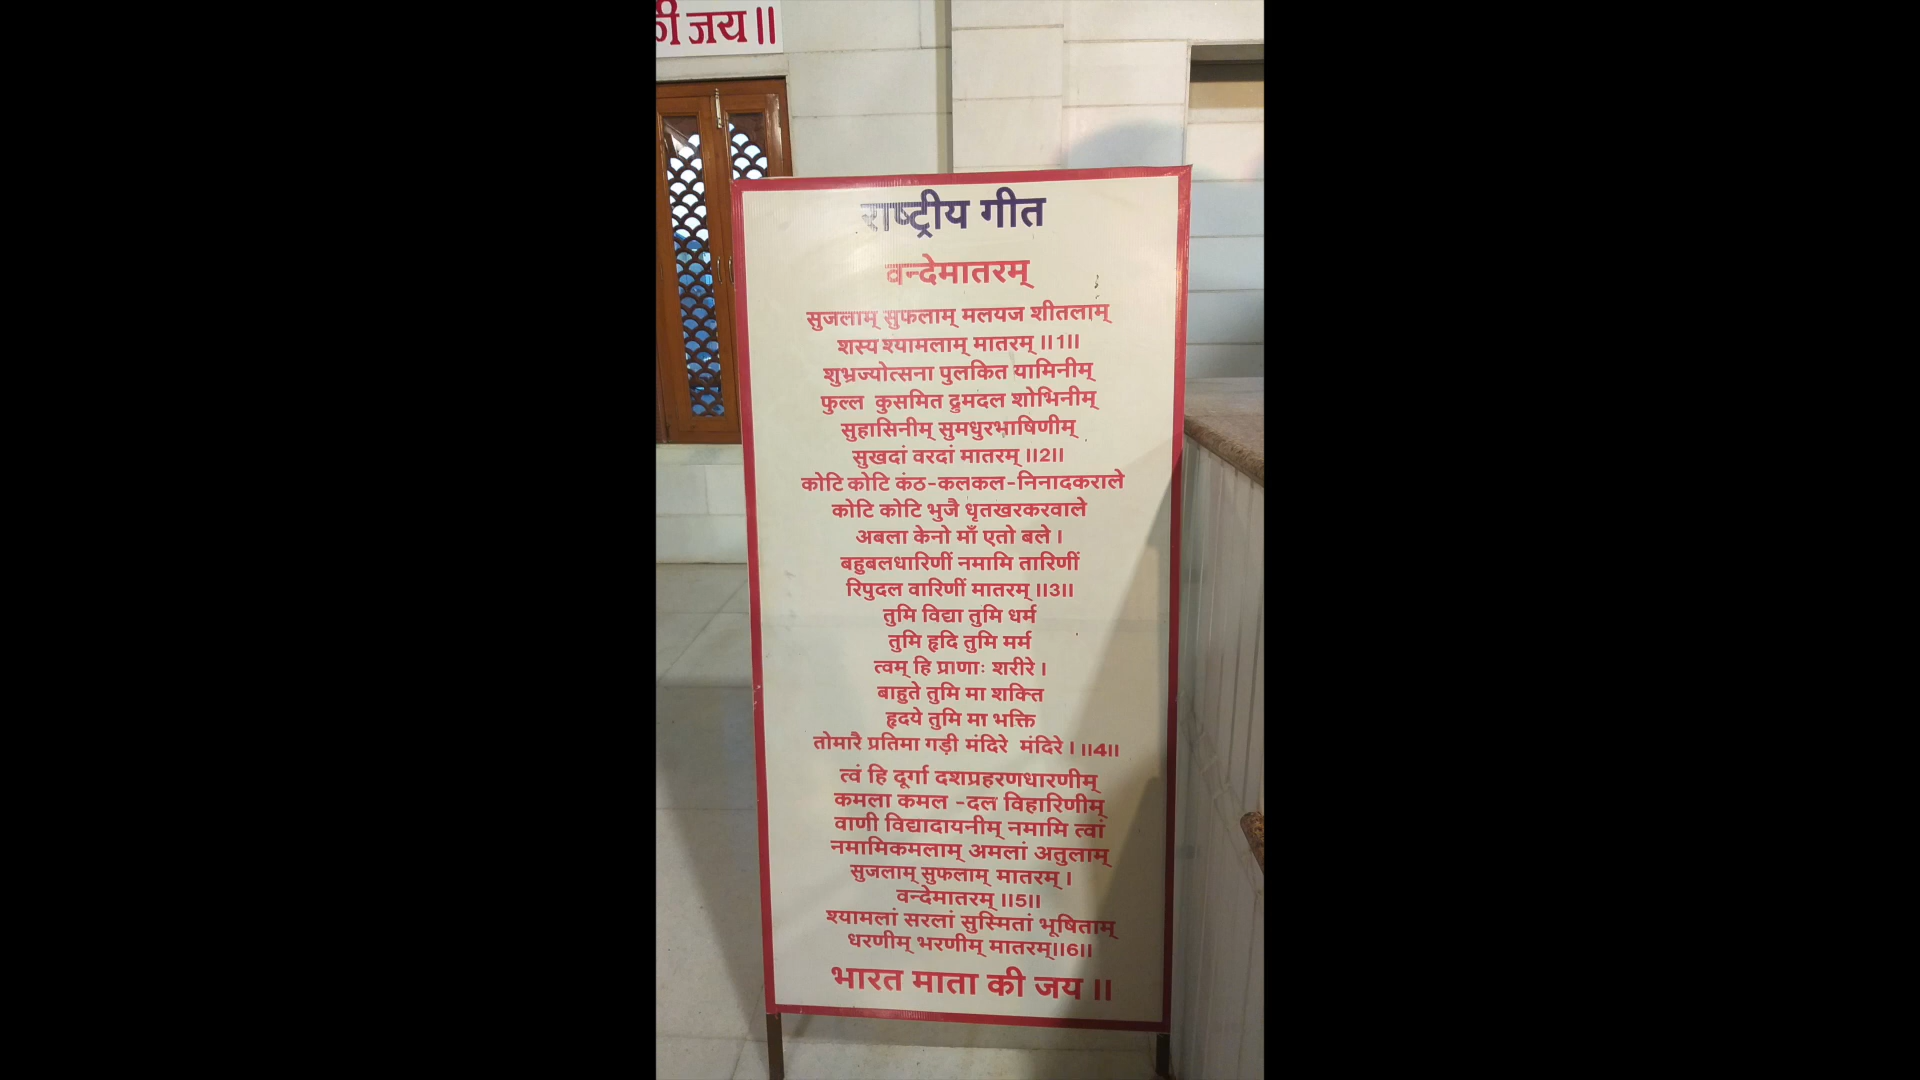 की जय॥
राष्ट्रीय गीत
वन्देमातरम्
सुजलाम् सुफलाम् मलयज शीतलाम्
शस्य श्यामलाम् मातरम्॥1॥
शुभ्रज्योत्सना पुलकित यामिनीम्
फुल्ल कुसमित द्रुमदल शोभिनीम्
सुहासिनीम् सुमधुरभाषिणीम्
सुखदां वरदां मातरम्॥2॥
कोटि कोटि कंठ-कलकल-निनादकराले
कोटि कोटि भुजै धृतखरकरवाले
अबला केनो माँ एतो बले।
बहुबलधारिणीं नमामि तारिणीं
रिपुदल वारिणीं मातरम्॥3॥
तुमि विद्या तुमि धर्म
तुमि हृदि तुमि मर्म
त्वम् हि प्राणाः शरीरे।
बाहुते तुमि मा शक्ति
हृदये तुमि मा भक्ति
तोमारै प्रतिमा गड़ी मंदिरे मंदिरे।॥4॥
त्वं हि दूर्गा दशप्रहरणधारणीम्
कमला कमल -दल विहारिणीम्
वाणी विद्यादायनीम् नमामि त्वां
नमामिकमलाम् अमलां अतुलाम्
सुजलाम् सुफलाम् मातरम्।
वन्देमातरम्॥5॥
श्यामलां सरलां सुस्मितां भूषिताम्
धरणीम् भरणीम् मातरम्॥6॥
भारत माता की जय॥